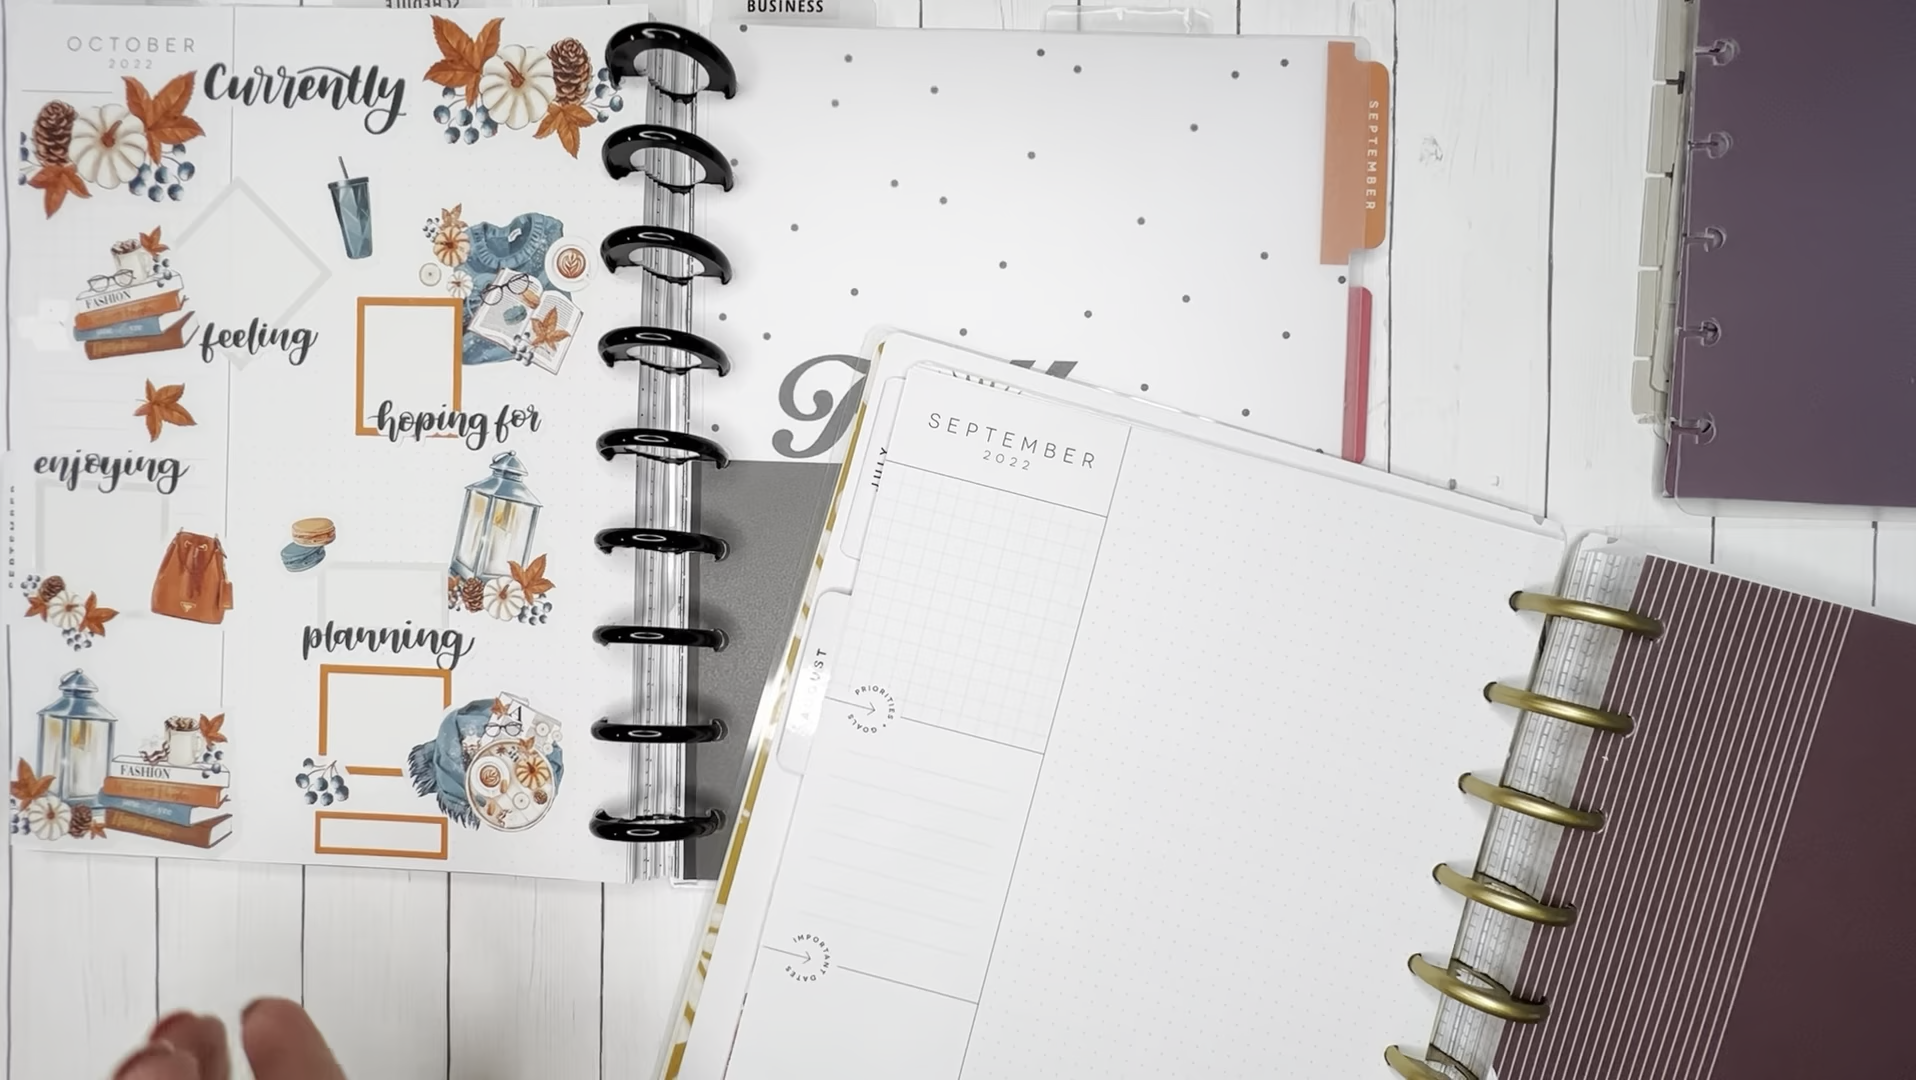 BUSINESS
OCTOBER
2022
Currently
FASHION
feeling
hoping for
enjoying
planning
FASHION
SEPTEMBER
SEPTEMBER
2022
JULY
AUGUST
PRIORITIES • GOALS
IMPORTANT DATES